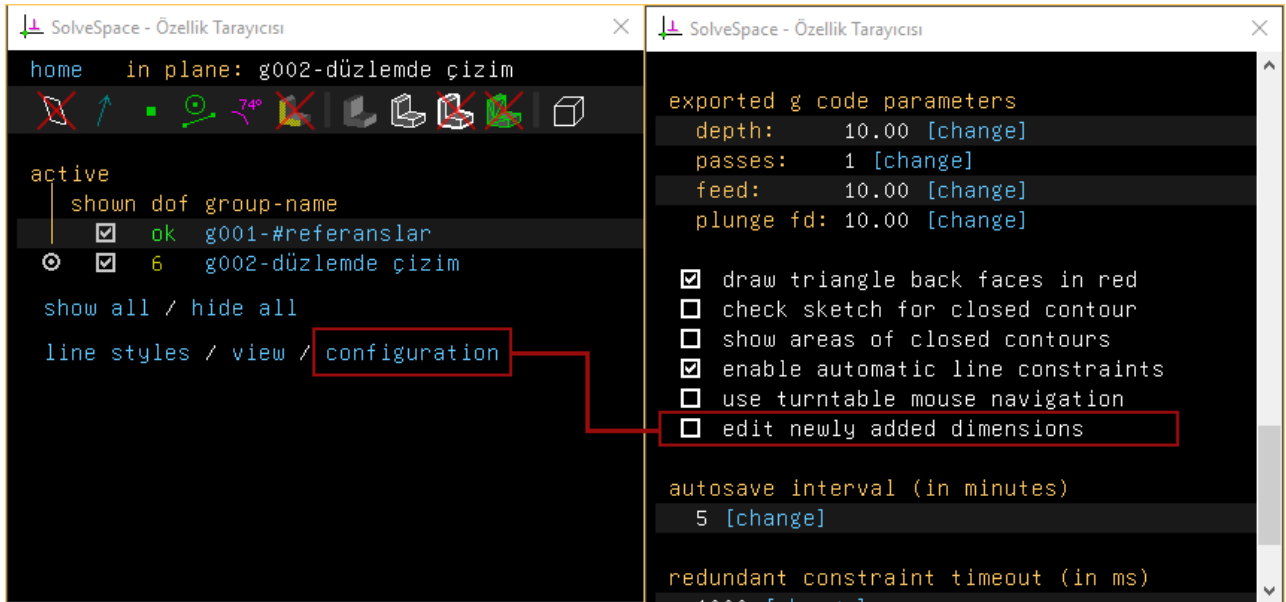 SolveSpace - Özellik Tarayıcısı
home in plane: g002-düzlemde çizim
74°
active
shown dof group-name
ok g001-#referanslar
6 g002-düzlemde çizim
show all / hide all
line styles / view / configuration
SolveSpace - Özellik Tarayıcısı
exported g code parameters
depth: 10.00 [change]
passes: 1 [change]
feed: 10.00 [change]
plunge fd: 10.00 [change]
draw triangle back faces in red
check sketch for closed contour
show areas of closed contours
enable automatic line constraints
use turntable mouse navigation
edit newly added dimensions
autosave interval (in minutes)
5 [change]
redundant constraint timeout (in ms)